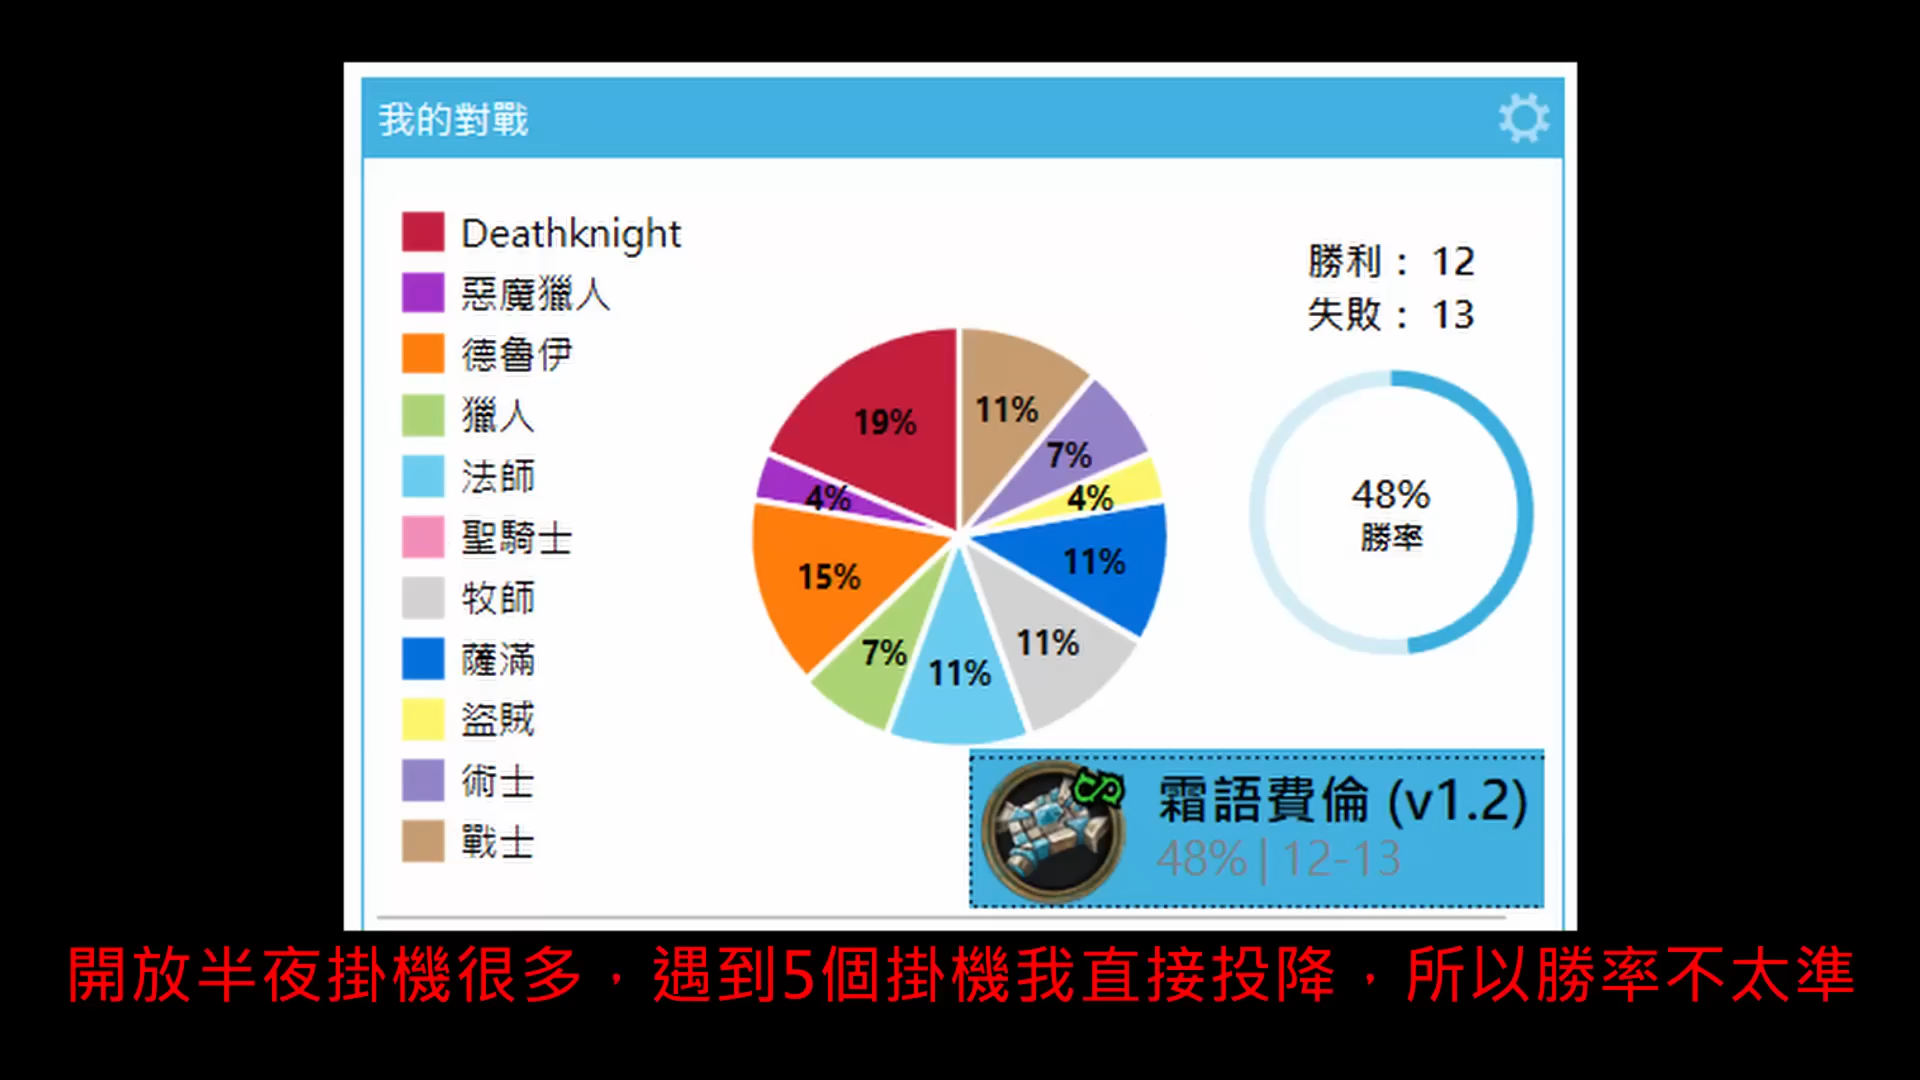 我的對戰
Deathknight
惡魔獵人
德魯伊
獵人
法師
聖騎士
牧師
薩滿
盜賊
術士
戰士
19%
11%
7%
4%
4%
11%
15%
11%
7%
11%
勝利： 12
失敗： 13
48%
勝率
霜語費倫 (v1.2)
48% | 12-13
開放半夜掛機很多，遇到5個掛機我直接投降，所以勝率不太準